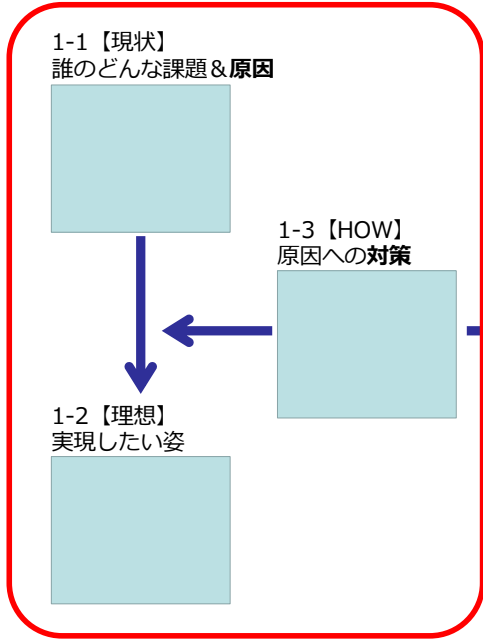 1-1【現状】
誰のどんな課題＆原因
1-3【HOW】
原因への対策
1-2【理想】
実現したい姿